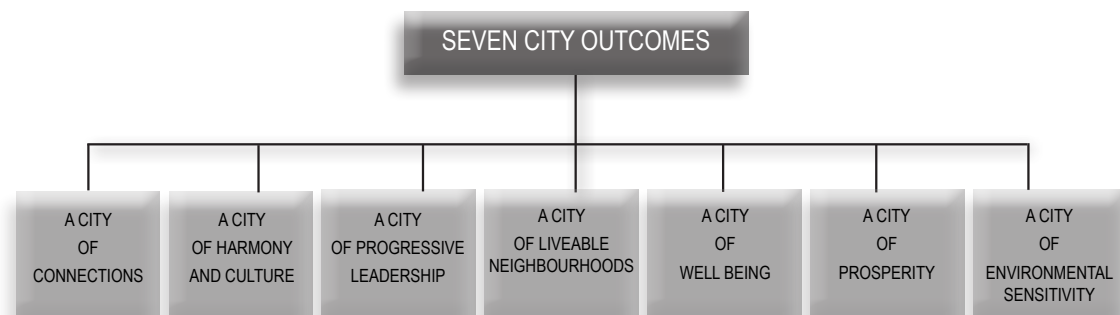 SEVEN CITY OUTCOMES
A CITY
OF
CONNECTIONS
A CITY
OF HARMONY
AND CULTURE
A CITY
OF PROGRESSIVE
LEADERSHIP
A CITY
OF LIVEABLE
NEIGHBOURHOODS
A CITY
OF
WELL BEING
A CITY
OF
PROSPERITY
A CITY
OF
ENVIRONMENTAL
SENSITIVITY